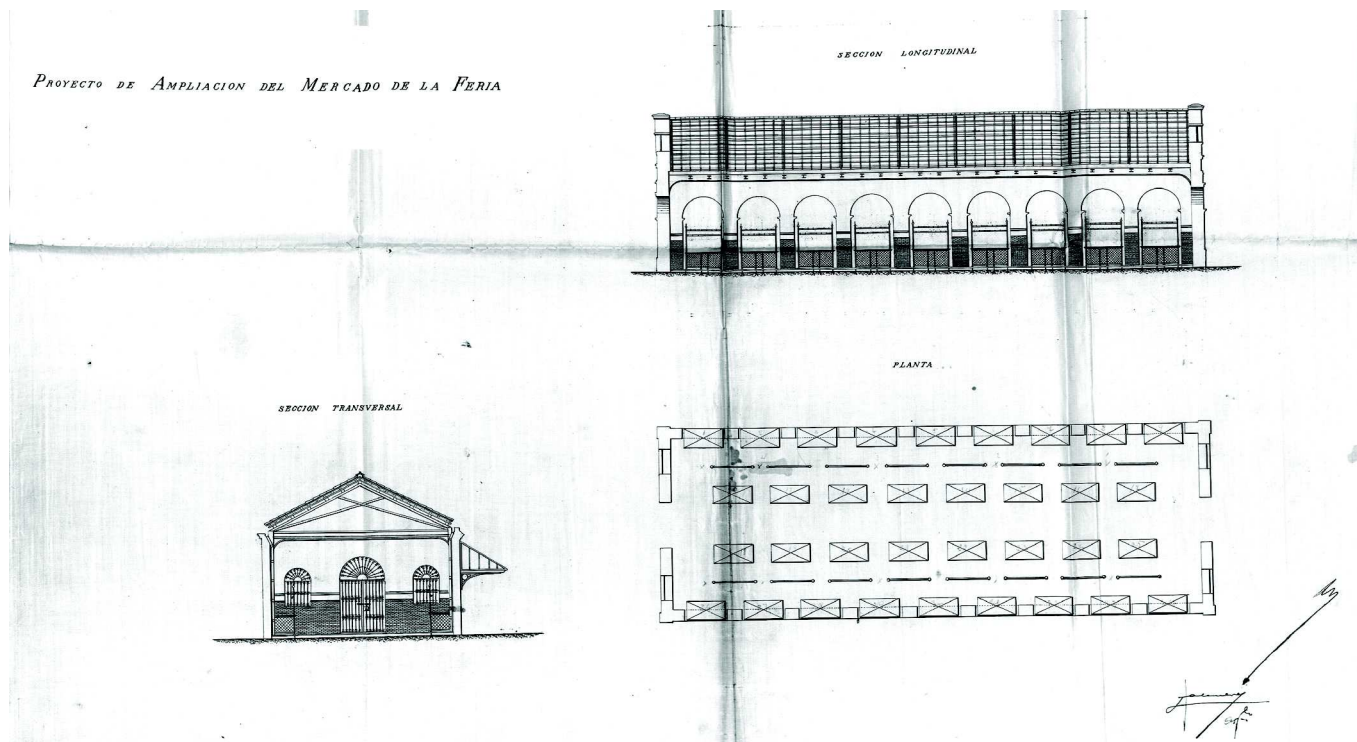 PROYECTO DE AMPLIACION DEL MERCADO DE LA FERIA
SECCION LONGITUDINAL
PLANTA
SECCION TRANSVERSAL